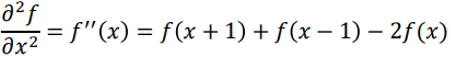 ∂²f/∂x² = f''(x) = f(x + 1) + f(x − 1) − 2f(x)